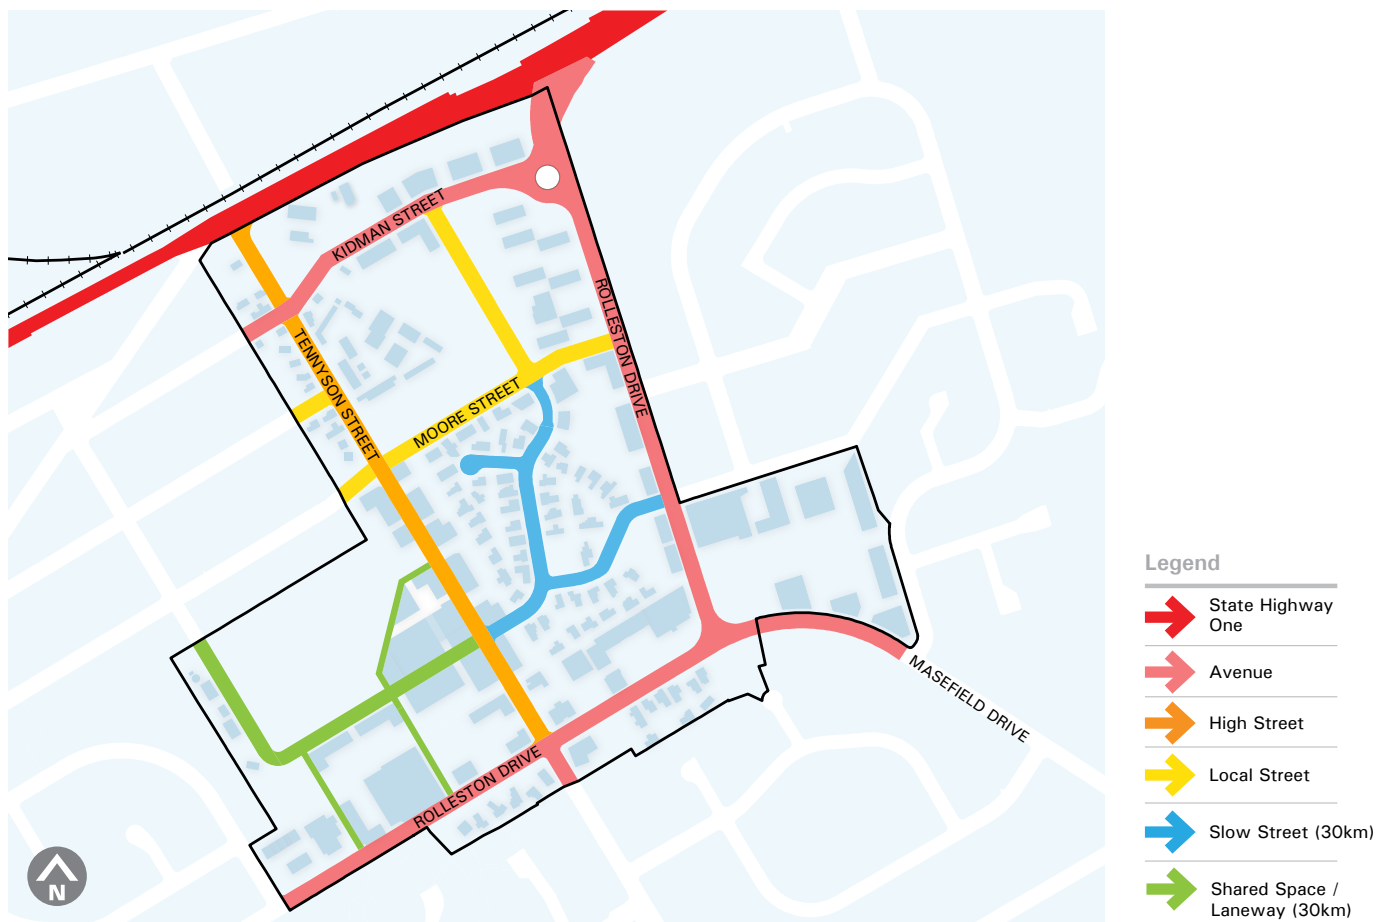 KIDMAN STREET
ROLLESTON DRIVE
TENNYSON STREET
MOORE STREET
MASEFIELD DRIVE
ROLLESTON DRIVE
N
Legend
State Highway
One
Avenue
High Street
Local Street
Slow Street (30km)
Shared Space /
Laneway (30km)